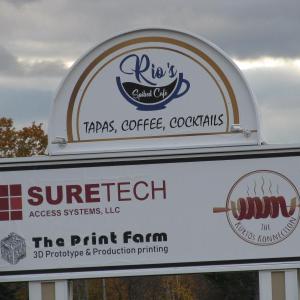 Rio's
Spiked Cafe
TAPAS, COFFEE, COCKTAILS
SURETECH
ACCESS SYSTEMS, LLC
The Print Farm
3D Prototype & Production printing
THE
KURTOS KONNECTION